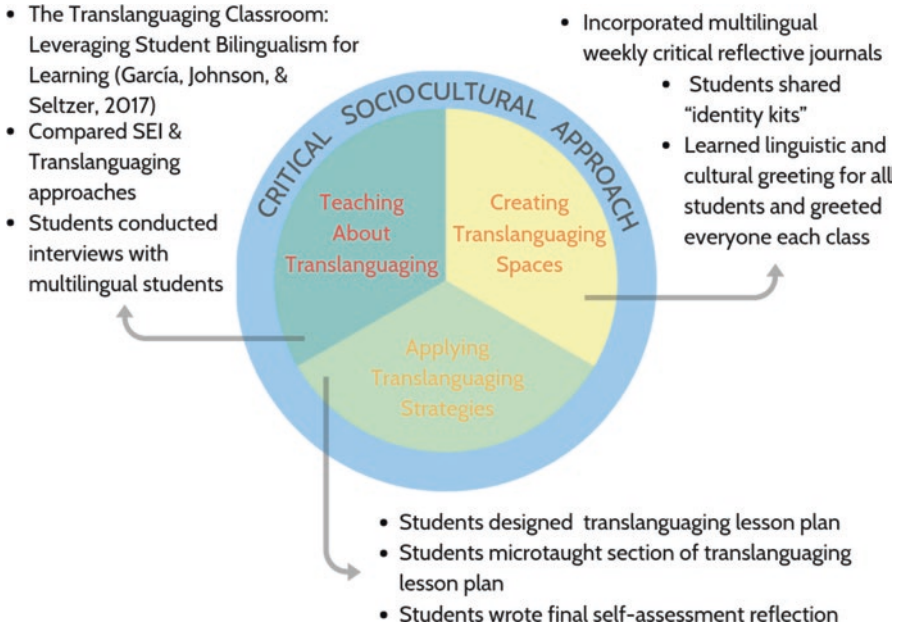 • The Translanguaging Classroom:
Leveraging Student Bilingualism for
Learning (García, Johnson, &
Seltzer, 2017)
• Compared SEI &
Translanguaging
approaches
• Students conducted
interviews with
multilingual students
• Incorporated multilingual
weekly critical reflective journals
• Students shared
“identity kits”
• Learned linguistic and
cultural greeting for all
students and greeted
everyone each class
CRITICAL SOCIOCULTURAL APPROACH
Teaching
About
Translanguaging
Creating
Translanguaging
Spaces
Applying
Translanguaging
Strategies
• Students designed translanguaging lesson plan
• Students microtaught section of translanguaging
lesson plan
• Students wrote final self-assessment reflection